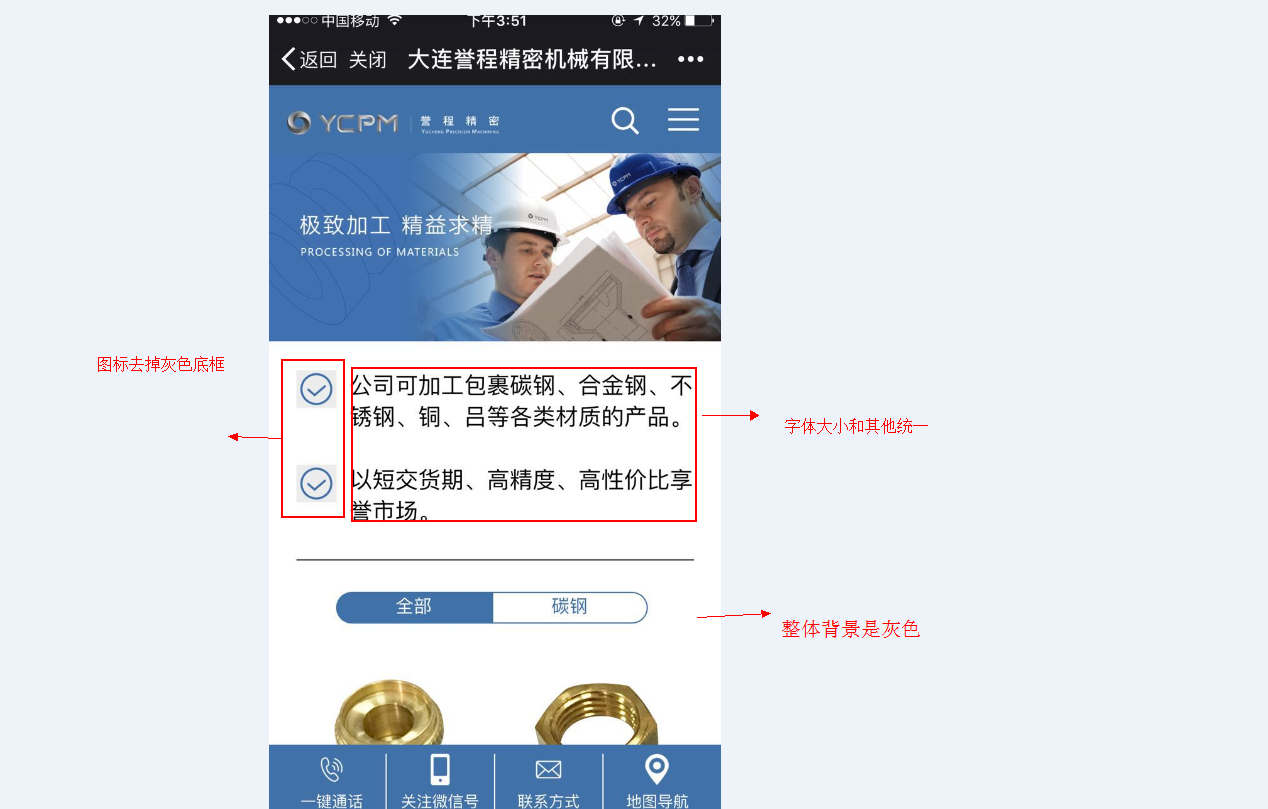 中国移动 下午3:51 32%
返回 关闭 大连誉程精密机械有限...
YCPM 誉程精密
YUCHENG PRECISION MACHINING
YCPM
YCPM
极致加工 精益求精
PROCESSING OF MATERIALS
图标去掉灰色底框
公司可加工包裹碳钢、合金钢、不
锈钢、铜、吕等各类材质的产品。
字体大小和其他统一
以短交货期、高精度、高性价比享
誉市场。
全部 碳钢
整体背景是灰色
一键通话 关注微信号 联系方式 地图导航